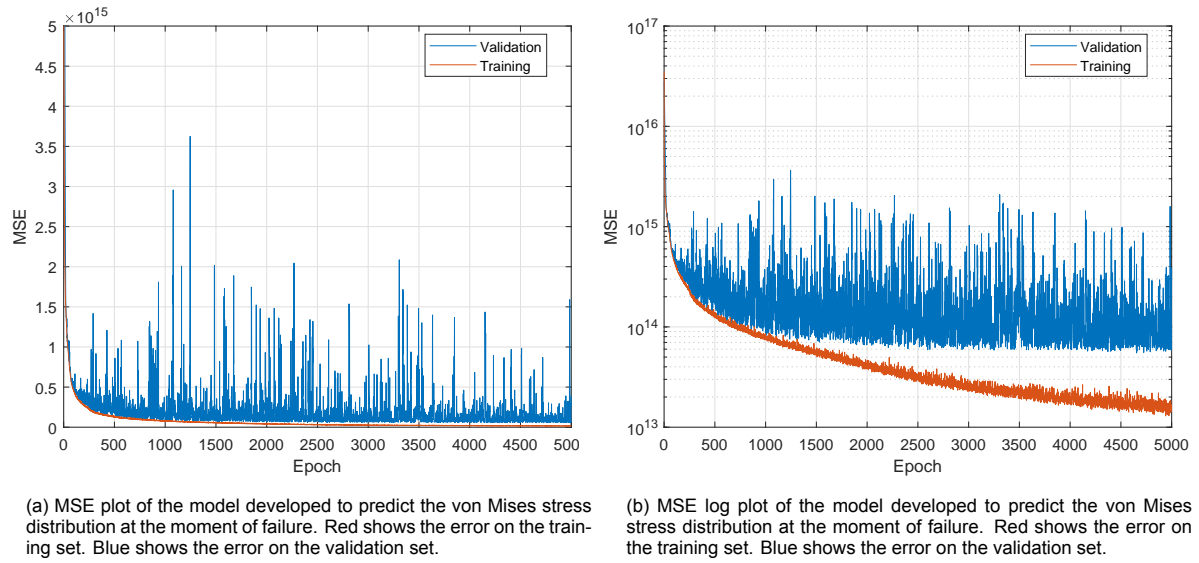 ×10^15
5
4.5
4
3.5
3
2.5
2
1.5
1
0.5
0
MSE
Validation
Training
0 500 1000 1500 2000 2500 3000 3500 4000 4500 5000
Epoch
(a) MSE plot of the model developed to predict the von Mises stress
distribution at the moment of failure. Red shows the error on the train-
ing set. Blue shows the error on the validation set.
10^17
10^16
10^15
10^14
10^13
MSE
Validation
Training
0 500 1000 1500 2000 2500 3000 3500 4000 4500 5000
Epoch
(b) MSE log plot of the model developed to predict the von Mises
stress distribution at the moment of failure. Red shows the error on
the training set. Blue shows the error on the validation set.